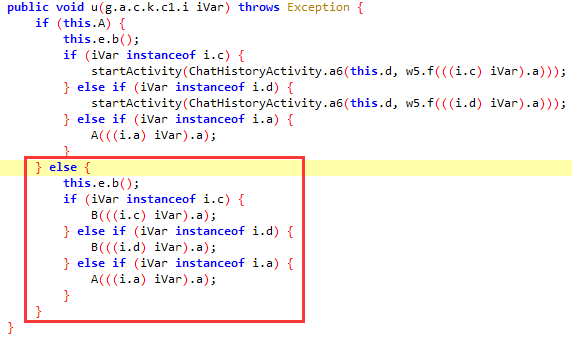 public void u(g.a.c.k.c1.i iVar) throws Exception {
    if (this.A) {
        this.e.b();
        if (iVar instanceof i.c) {
            startActivity(ChatHistoryActivity.a6(this.d, w5.f(((i.c) iVar).a)));
        } else if (iVar instanceof i.d) {
            startActivity(ChatHistoryActivity.a6(this.d, w5.f(((i.d) iVar).a)));
        } else if (iVar instanceof i.a) {
            A(((i.a) iVar).a);
        }
    } else {
        this.e.b();
        if (iVar instanceof i.c) {
            B(((i.c) iVar).a);
        } else if (iVar instanceof i.d) {
            B(((i.d) iVar).a);
        } else if (iVar instanceof i.a) {
            A(((i.a) iVar).a);
        }
    }
}